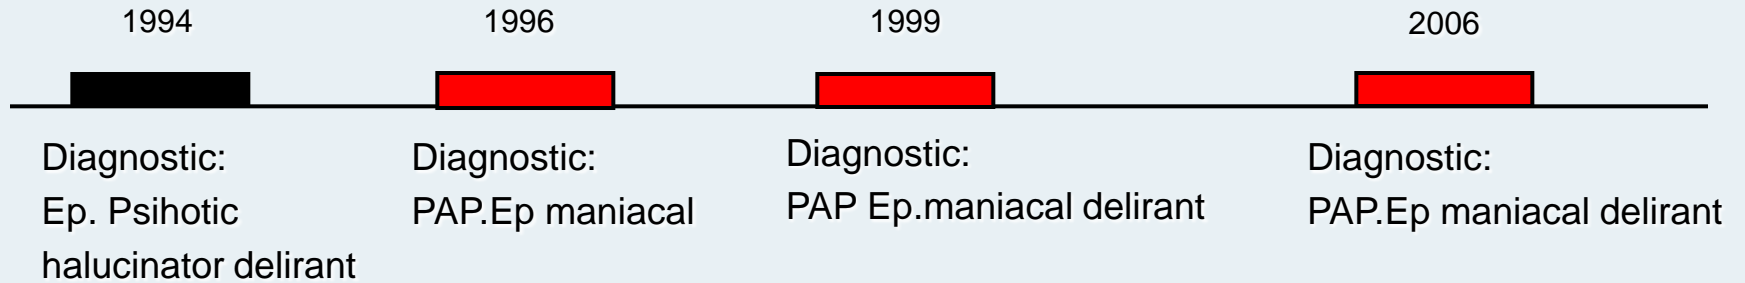 1994
1996
1999
2006
Diagnostic:
Ep. Psihotic
halucinator delirant
Diagnostic:
PAP.Ep maniacal
Diagnostic:
PAP Ep.maniacal delirant
Diagnostic:
PAP.Ep maniacal delirant